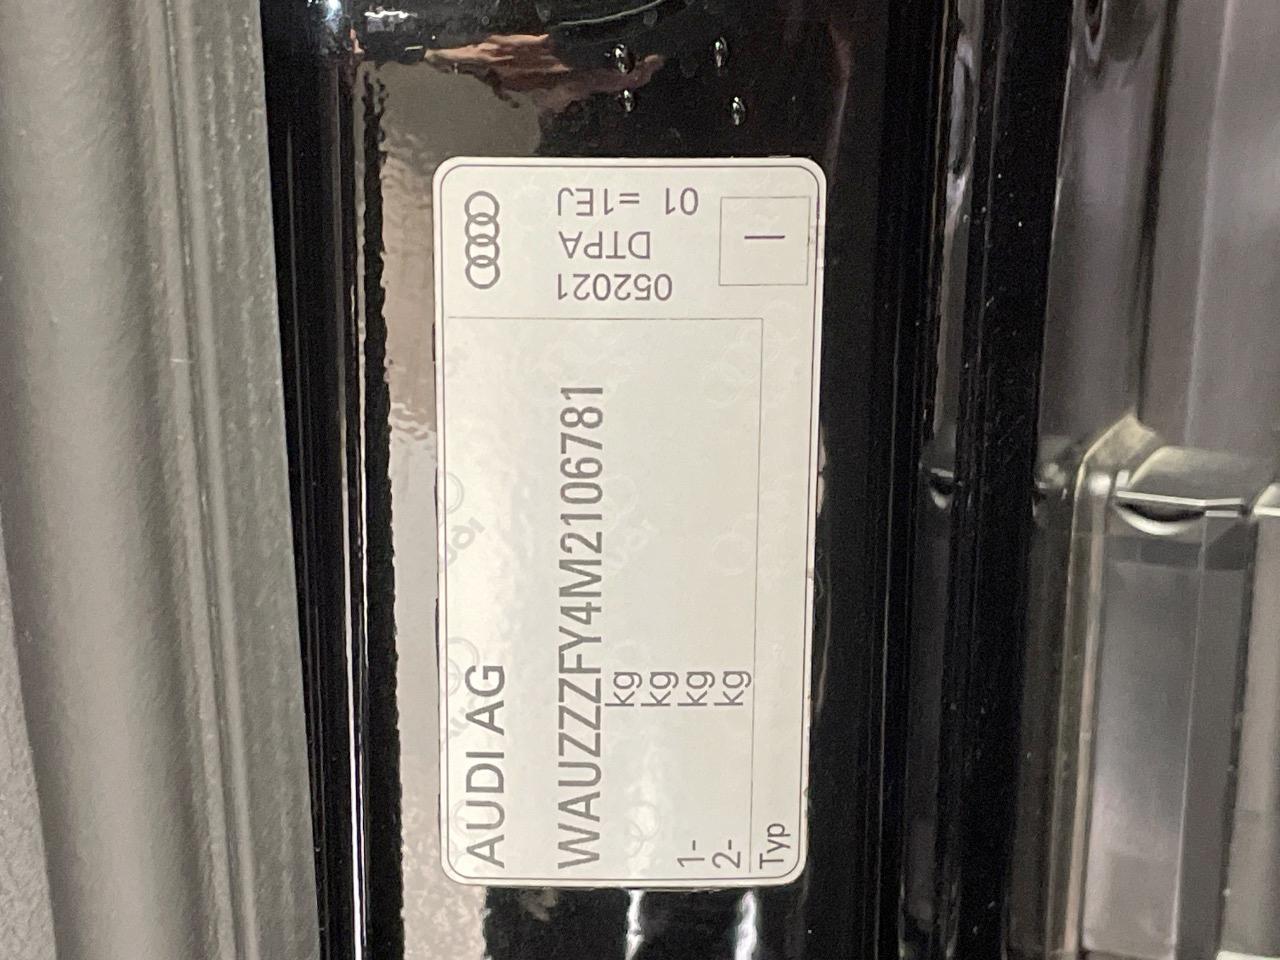 AUDI AG
WAUZZZFY4M2106781
kg
kg
1- kg
2- kg
Typ
052021
DTPA
01 =1EJ